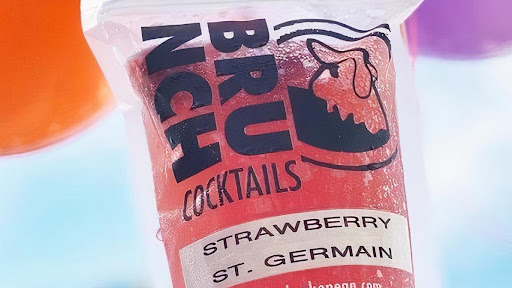 BRU
NCH
COCKTAILS
STRAWBERRY
ST. GERMAIN